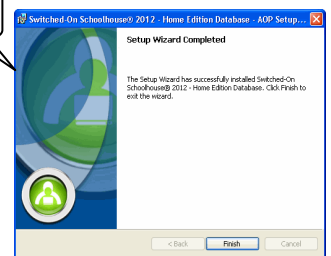 Switched-On Schoolhouse® 2012 - Home Edition Database - AOP Setup...
Setup Wizard Completed
The Setup Wizard has successfully installed Switched-On
Schoolhouse® 2012 - Home Edition Database. Click Finish to
exit the wizard.
< Back
Finish
Cancel